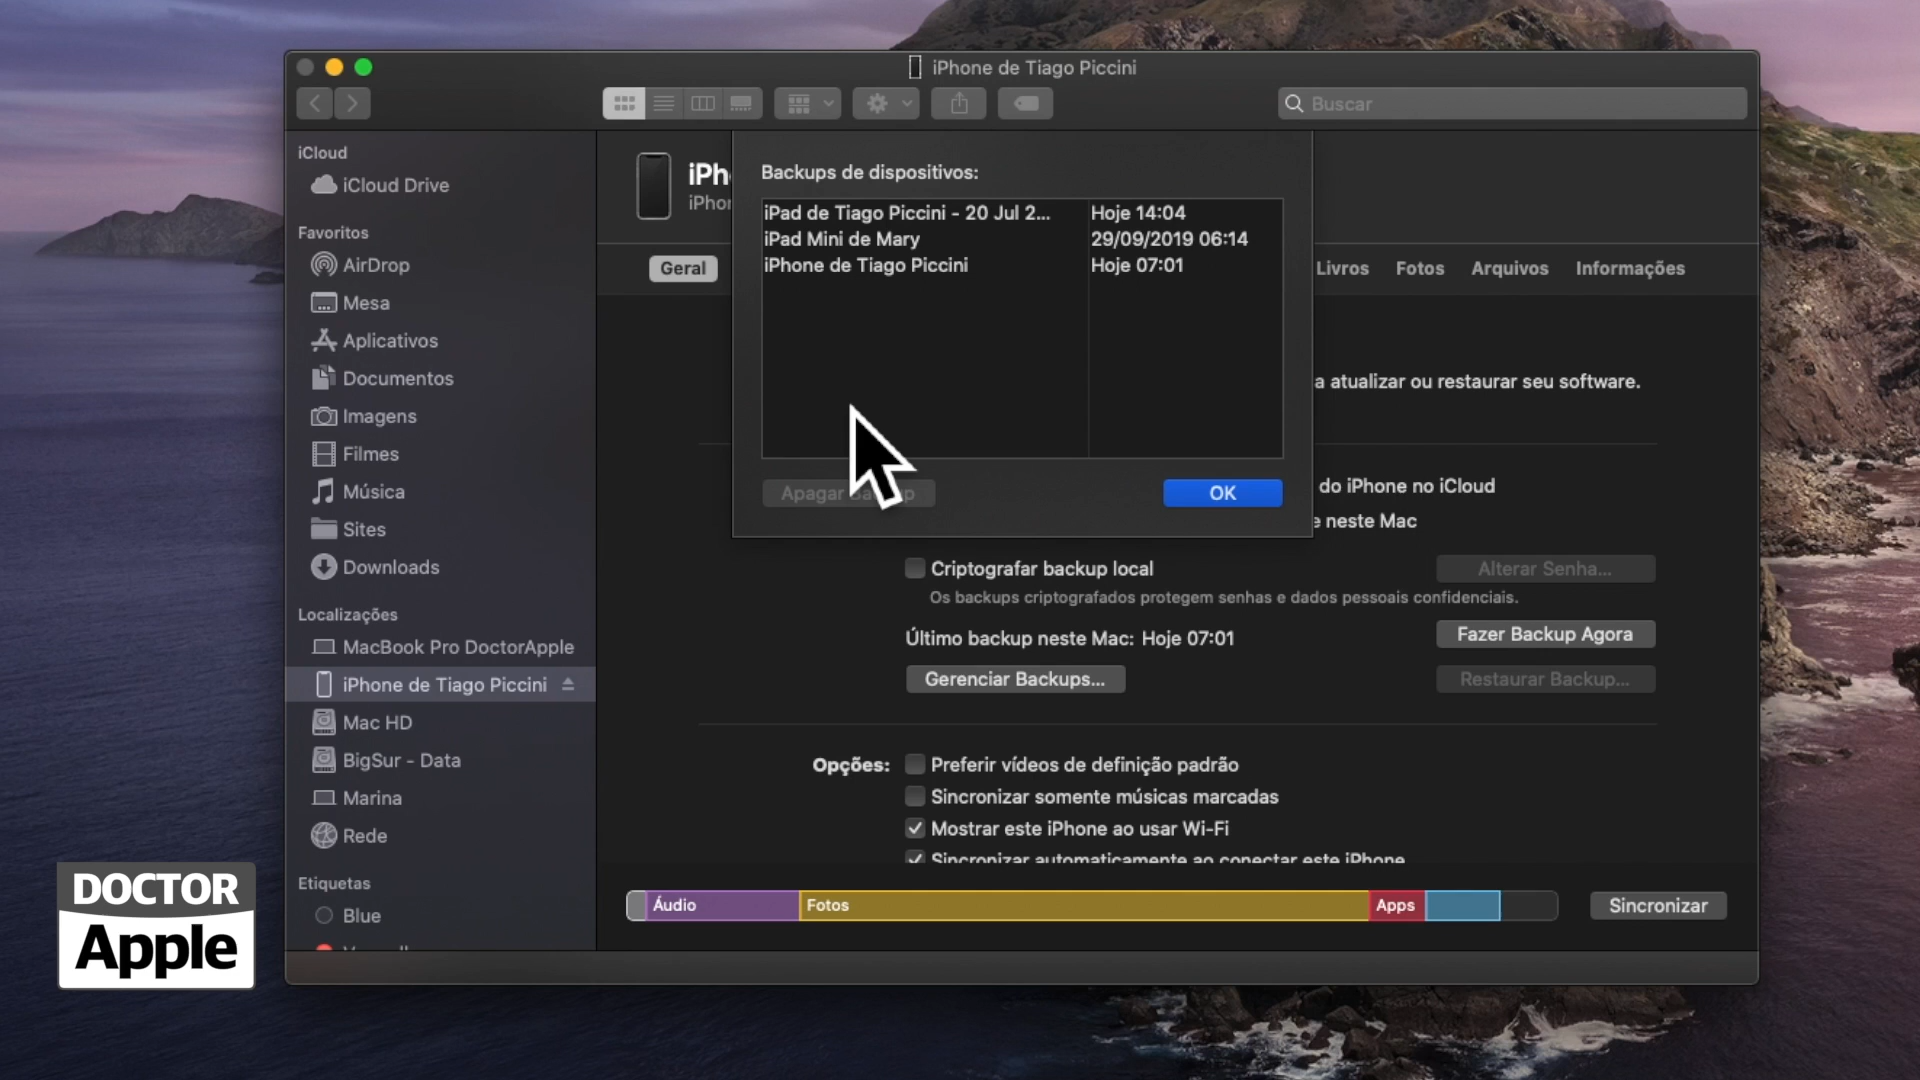 iPhone de Tiago Piccini
Buscar
iCloud
iCloud Drive
Favoritos
AirDrop
Mesa
Aplicativos
Documentos
Imagens
Filmes
Música
Sites
Downloads
Localizações
MacBook Pro DoctorApple
iPhone de Tiago Piccini
Mac HD
BigSur - Data
Marina
Rede
Etiquetas
Blue
iPh
iPhon
Geral
Livros
Fotos
Arquivos
Informações
Backups de dispositivos:
iPad de Tiago Piccini - 20 Jul 2... Hoje 14:04
iPad Mini de Mary 29/09/2019 06:14
iPhone de Tiago Piccini Hoje 07:01
Apagar
OK
a atualizar ou restaurar seu software.
do iPhone no iCloud
e neste Mac
Criptografar backup local
Alterar Senha...
Os backups criptografados protegem senhas e dados pessoais confidenciais.
Último backup neste Mac: Hoje 07:01
Fazer Backup Agora
Gerenciar Backups...
Restaurar Backup...
Opções:
Preferir vídeos de definição padrão
Sincronizar somente músicas marcadas
Mostrar este iPhone ao usar Wi-Fi
Sincronizar automaticamente ao conectar este iPhone
Áudio
Fotos
Apps
Sincronizar
DOCTOR
Apple